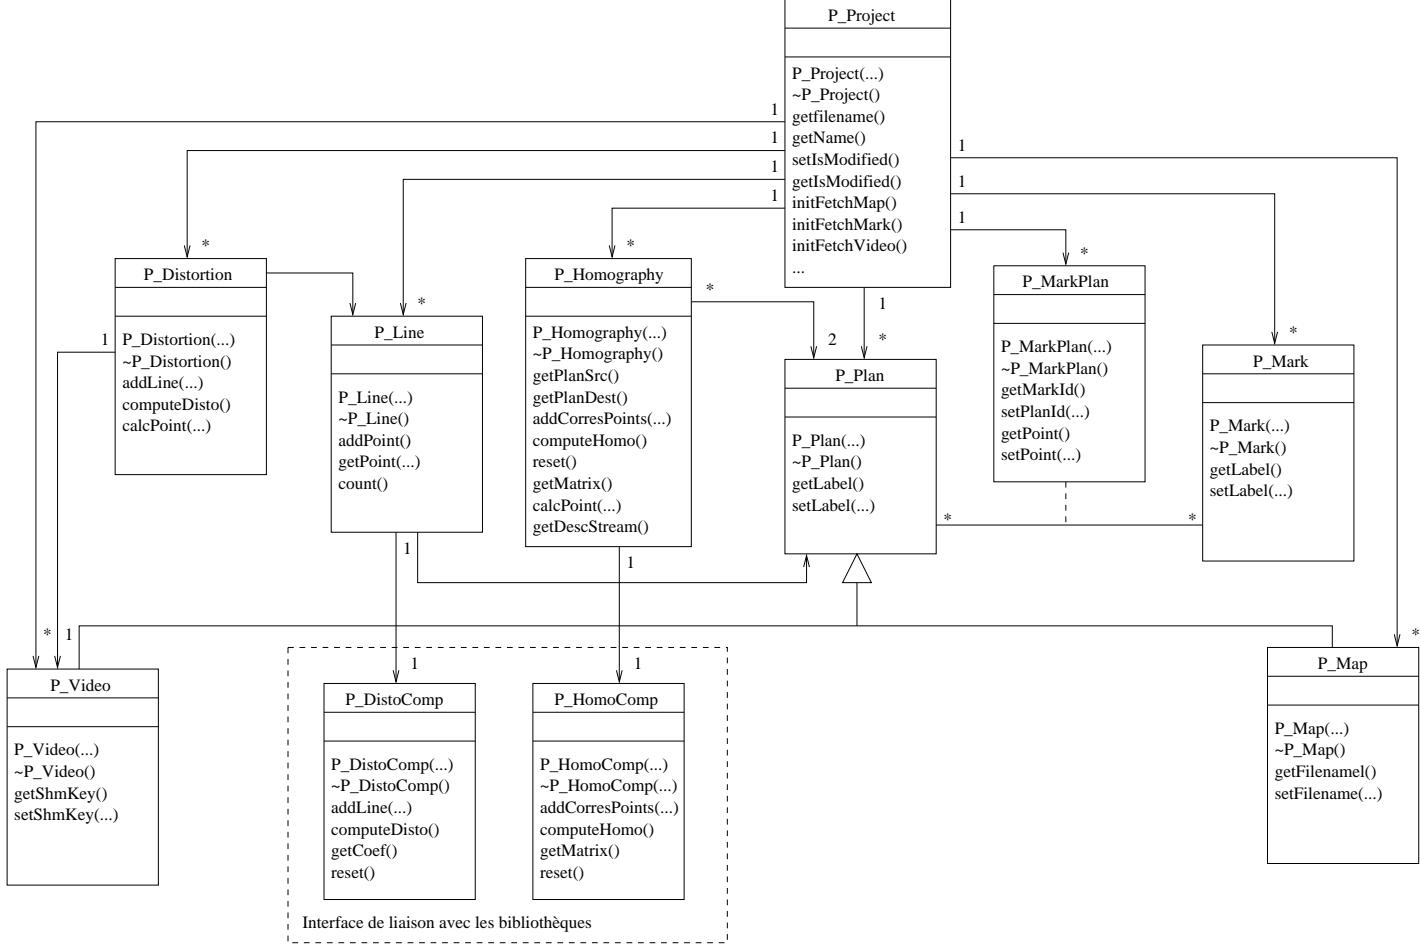 P_Project
P_Project(...)
~P_Project()
getfilename()
getName()
setIsModified()
getIsModified()
initFetchMap()
initFetchMark()
initFetchVideo()
...
1
1
1
1
1
1
1
1
*
*
*
*
*
*
*
*
P_Distortion
P_Distortion(...)
~P_Distortion()
addLine(...)
computeDisto()
calcPoint(...)
1
1
P_Line
P_Line(...)
~P_Line()
addPoint()
getPoint(...)
count()
1
P_Homography
P_Homography(...)
~P_Homography()
getPlanSrc()
getPlanDest()
addCorresPoints(...)
computeHomo()
reset()
getMatrix()
calcPoint(...)
getDescStream()
*
2
1
P_Plan
P_Plan(...)
~P_Plan()
getLabel()
setLabel(...)
*
*
P_MarkPlan
P_MarkPlan(...)
~P_MarkPlan()
getMarkId()
setPlanId(...)
getPoint()
setPoint(...)
P_Mark
P_Mark(...)
~P_Mark()
getLabel()
setLabel(...)
P_Video
P_Video(...)
~P_Video()
getShmKey()
setShmKey(...)
1
P_DistoComp
P_DistoComp(...)
~P_DistoComp()
addLine(...)
computeDisto()
getCoef()
reset()
1
P_HomoComp
P_HomoComp(...)
~P_HomoComp(...)
addCorresPoints(...)
computeHomo()
getMatrix()
reset()
Interface de liaison avec les bibliothèques
P_Map
P_Map(...)
~P_Map()
getFilenamel()
setFilename(...)